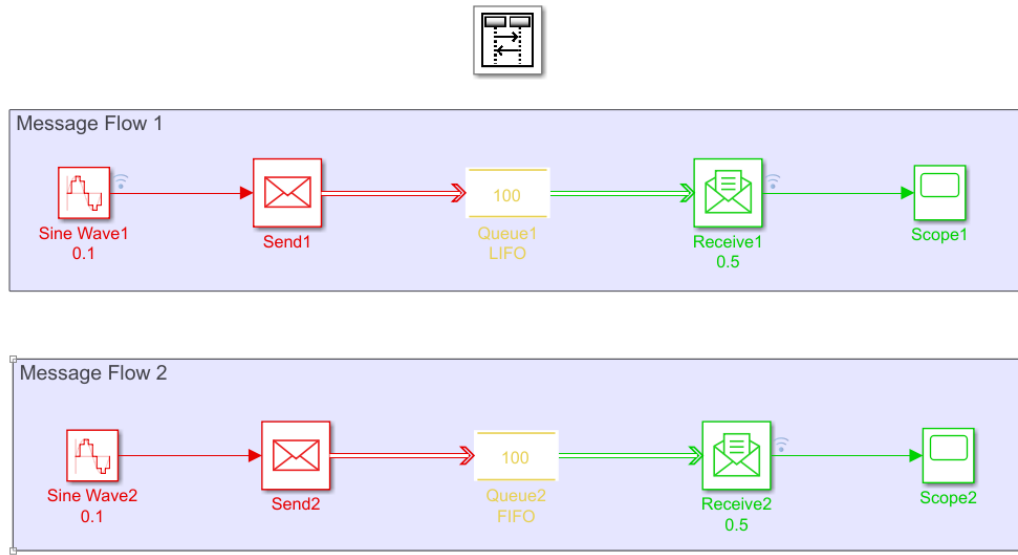 Message Flow 1
100
Sine Wave1
0.1
Send1
Queue1
LIFO
Receive1
0.5
Scope1
Message Flow 2
100
Sine Wave2
0.1
Send2
Queue2
FIFO
Receive2
0.5
Scope2